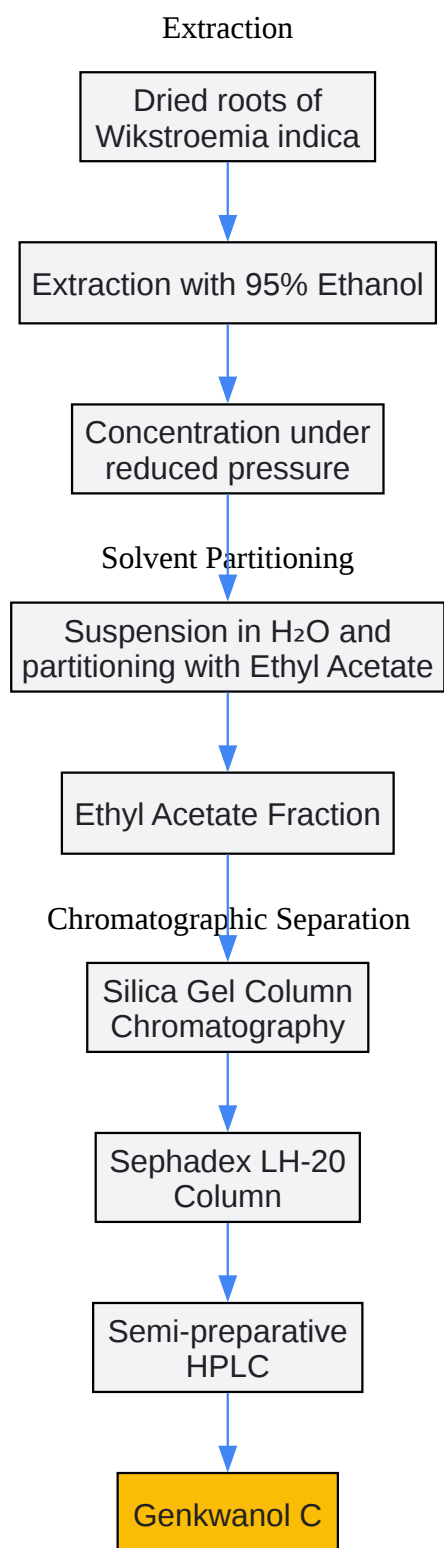 Extraction
Dried roots of
Wikstroemia indica
Extraction with 95% Ethanol
Concentration under
reduced pressure
Solvent Partitioning
Suspension in H₂O and
partitioning with Ethyl Acetate
Ethyl Acetate Fraction
Chromatographic Separation
Silica Gel Column
Chromatography
Sephadex LH-20
Column
Semi-preparative
HPLC
Genkwanol C